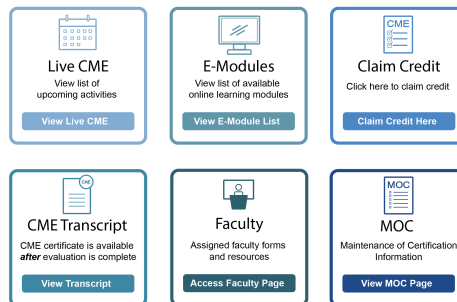 Live CME
View list of
upcoming activities
View Live CME
E-Modules
View list of available
online learning modules
View E-Module List
CME
Claim Credit
Click here to claim credit
Claim Credit Here
CME
CME Transcript
CME certificate is available
after evaluation is complete
View Transcript
Faculty
Assigned faculty forms
and resources
Access Faculty Page
MOC
MOC
Maintenance of Certification
Information
View MOC Page